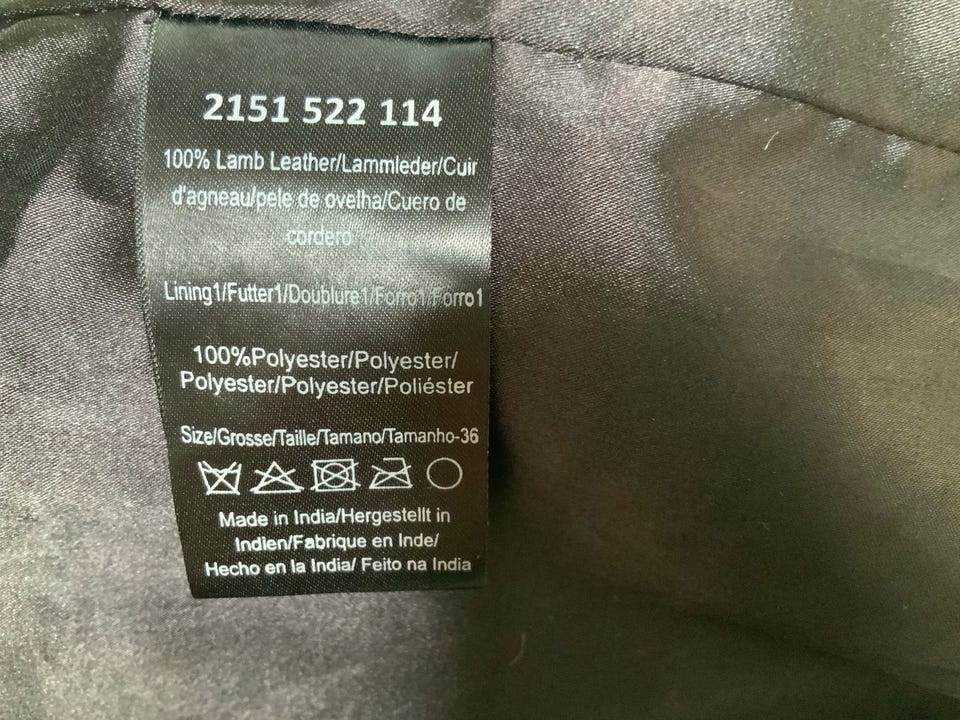 2151 522 114
100% Lamb Leather/Lammleder/Cuir
d'agneau/pele de ovelha/Cuero de
cordero
Lining1/Futter1/Doublure1/Forro1/Forro1
100%Polyester/Polyester/
Polyester/Polyester/Poliéster
Size/Grosse/Taille/Tamano/Tamanho-36
Made in India/Hergestellt in
Indien/Fabrique en Inde/
Hecho en la India/ Feito na India